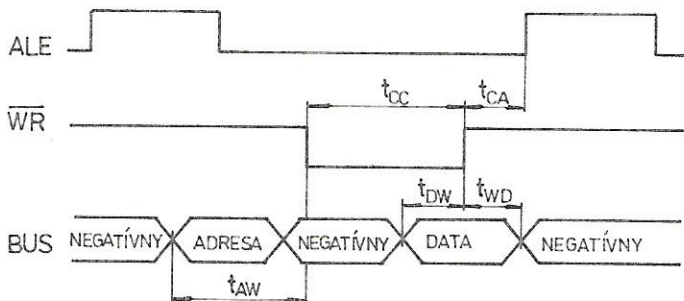 ALE
t_CC
t_CA
WR
t_DW
t_WD
BUS
NEGATÍVNY
ADRESA
NEGATÍVNY
DATA
NEGATÍVNY
t_AW